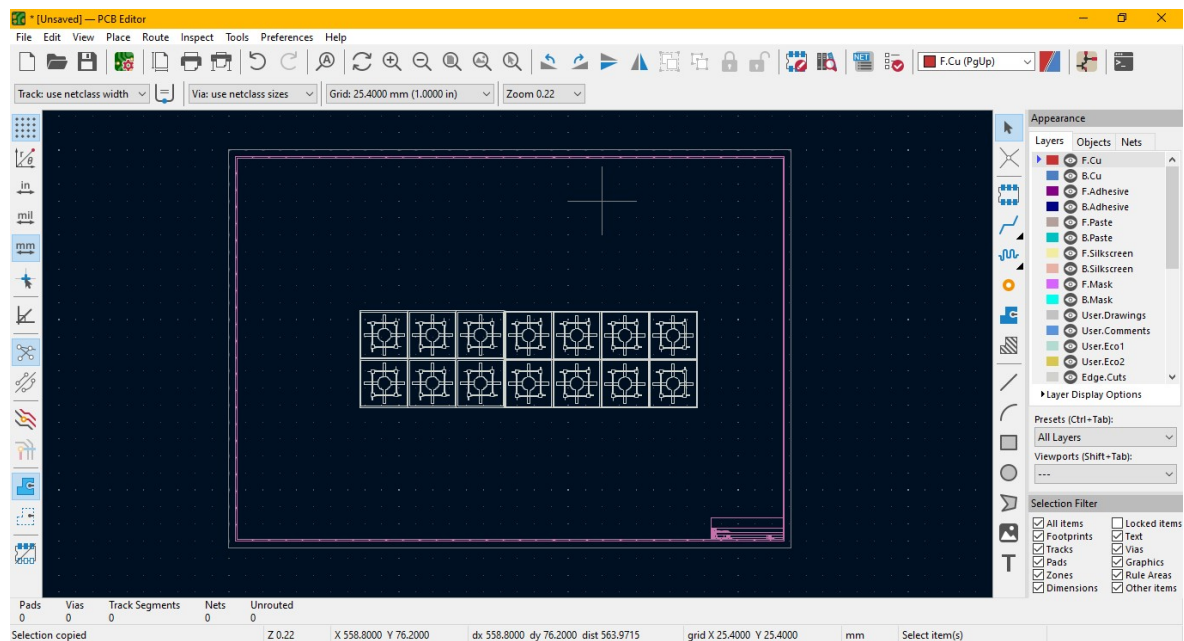 * [Unsaved] — PCB Editor
File Edit View Place Route Inspect Tools Preferences Help
NET
F.Cu (PgUp)
Track: use netclass width
Via: use netclass sizes
Grid: 25.4000 mm (1.0000 in)
Zoom 0.22
in
mil
mm
Appearance
Layers Objects Nets
F.Cu
B.Cu
F.Adhesive
B.Adhesive
F.Paste
B.Paste
F.Silkscreen
B.Silkscreen
F.Mask
B.Mask
User.Drawings
User.Comments
User.Eco1
User.Eco2
Edge.Cuts
Layer Display Options
Presets (Ctrl+Tab):
All Layers
Viewports (Shift+Tab):
---
Selection Filter
All items Locked items
Footprints Text
Tracks Vias
Pads Graphics
Zones Rule Areas
Dimensions Other items
Pads Vias Track Segments Nets Unrouted
0 0 0 0 0
Selection copied Z 0.22 X 558.8000 Y 76.2000 dx 558.8000 dy 76.2000 dist 563.9715 grid X 25.4000 Y 25.4000 mm Select item(s)